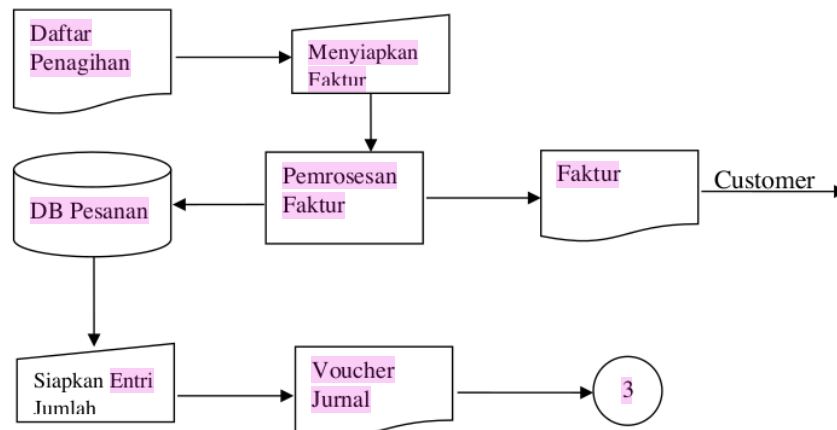 Daftar
Penagihan
Menyiapkan
Faktur
Pemrosesan
Faktur
Faktur
Customer
DB Pesanan
Siapkan Entri
Jumlah
Voucher
Jurnal
3